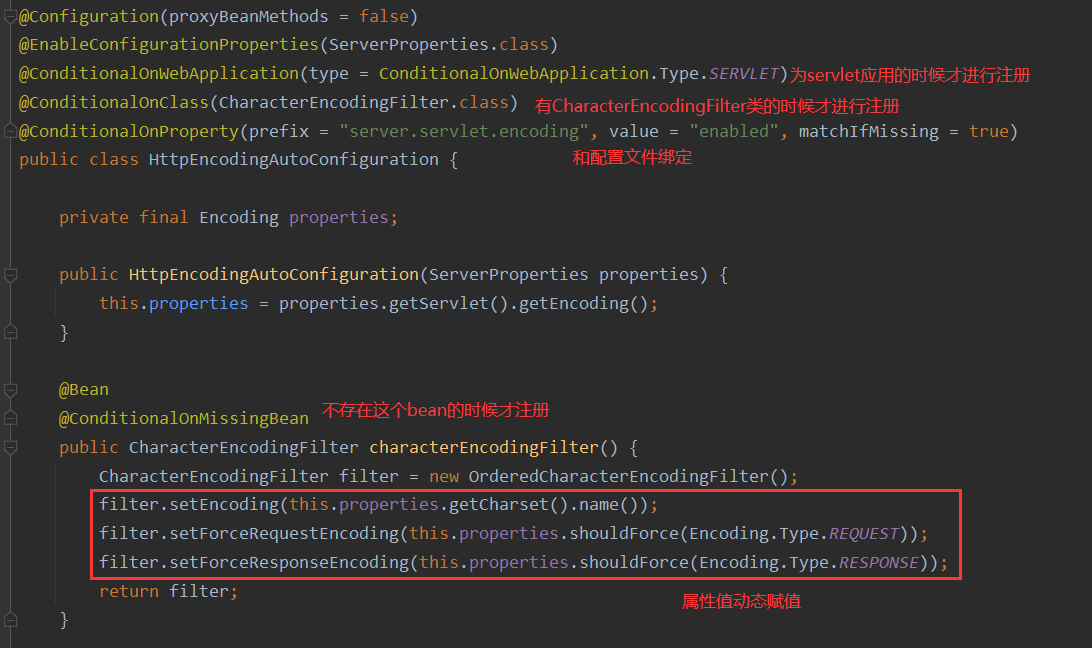 @Configuration(proxyBeanMethods = false)
@EnableConfigurationProperties(ServerProperties.class)
@ConditionalOnWebApplication(type = ConditionalOnWebApplication.Type.SERVLET)为servlet应用的时候才进行注册
@ConditionalOnClass(CharacterEncodingFilter.class) 有CharacterEncodingFilter类的时候才进行注册
@ConditionalOnProperty(prefix = "server.servlet.encoding", value = "enabled", matchIfMissing = true)
public class HttpEncodingAutoConfiguration { 和配置文件绑定
private final Encoding properties;
public HttpEncodingAutoConfiguration(ServerProperties properties) {
this.properties = properties.getServlet().getEncoding();
}
@Bean
@ConditionalOnMissingBean 不存在这个bean的时候才注册
public CharacterEncodingFilter characterEncodingFilter() {
CharacterEncodingFilter filter = new OrderedCharacterEncodingFilter();
filter.setEncoding(this.properties.getCharset().name());
filter.setForceRequestEncoding(this.properties.shouldForce(Encoding.Type.REQUEST));
filter.setForceResponseEncoding(this.properties.shouldForce(Encoding.Type.RESPONSE));
return filter; 属性值动态赋值
}